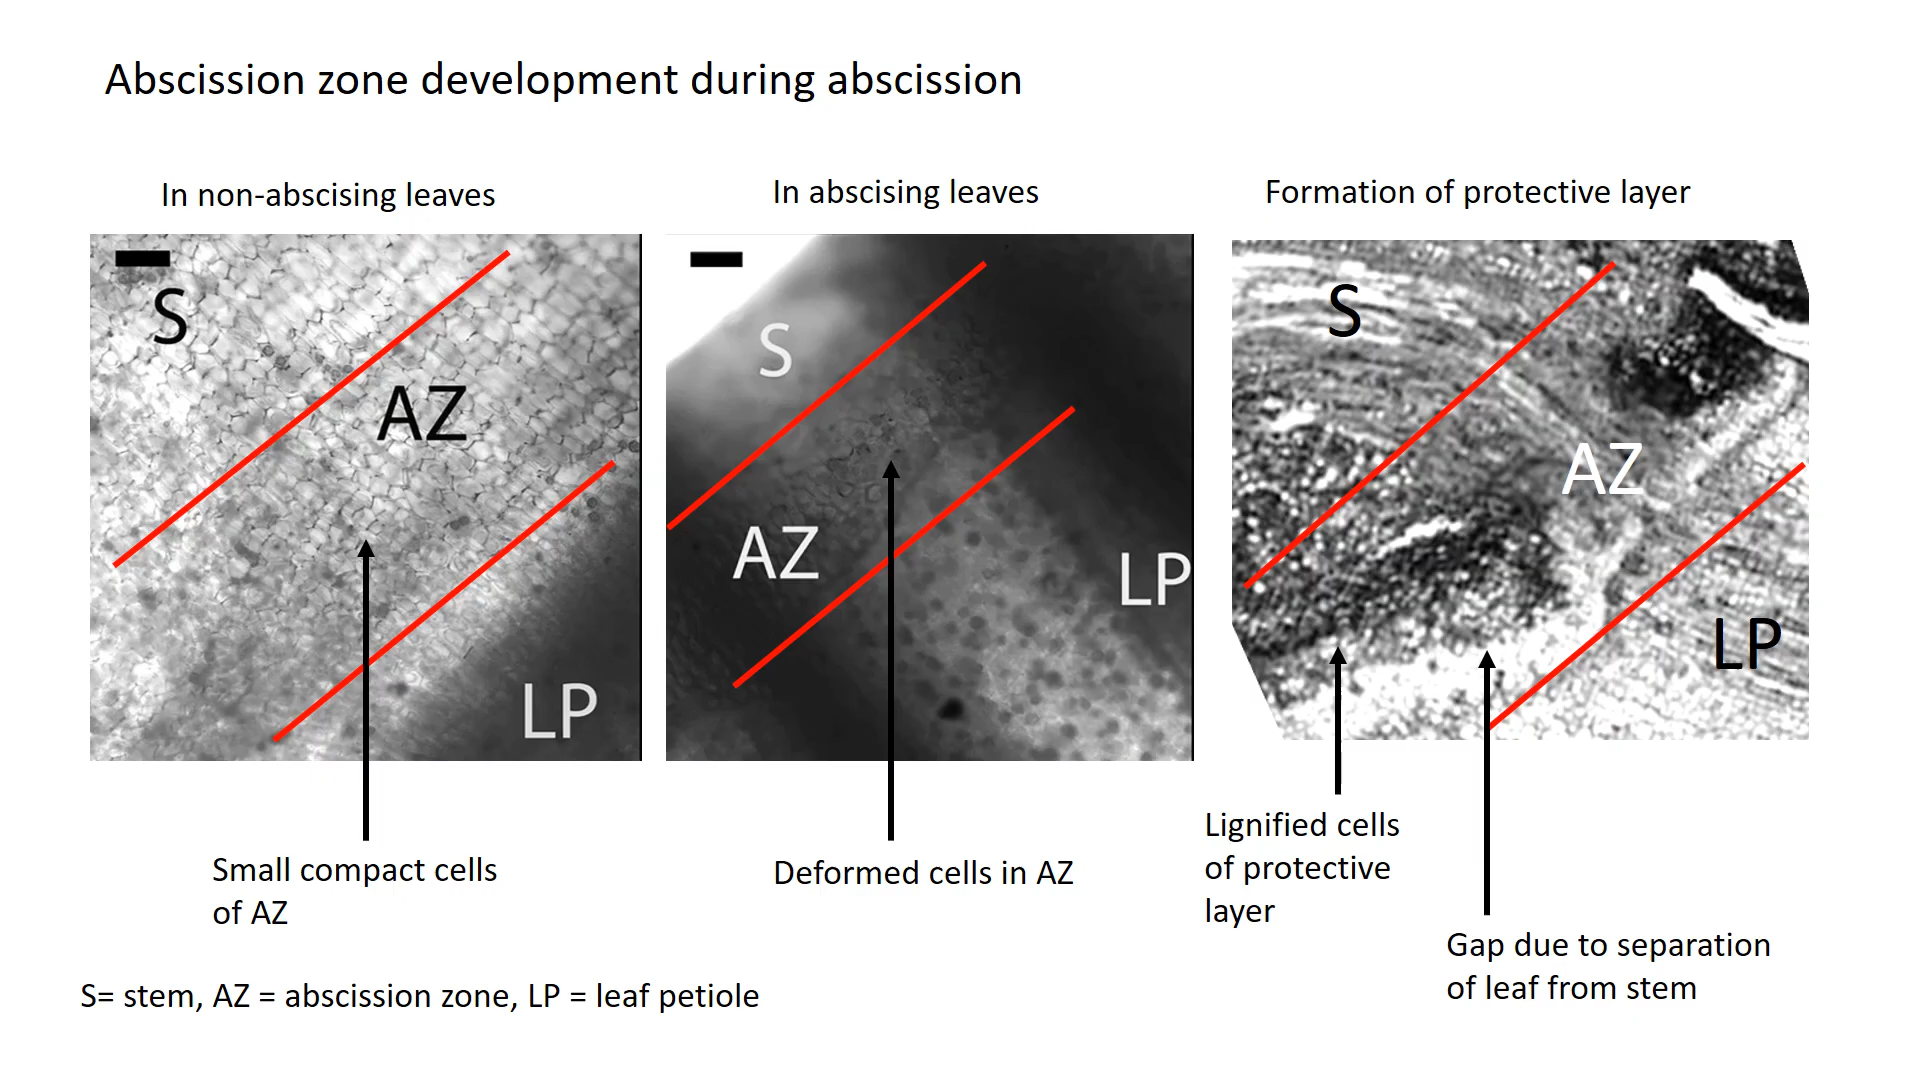 Abscission zone development during abscission
In non-abscising leaves
In abscising leaves
Formation of protective layer
S
AZ
LP
S
AZ
LP
S
AZ
LP
Small compact cells
of AZ
Deformed cells in AZ
Lignified cells
of protective
layer
Gap due to separation
of leaf from stem
S= stem, AZ = abscission zone, LP = leaf petiole